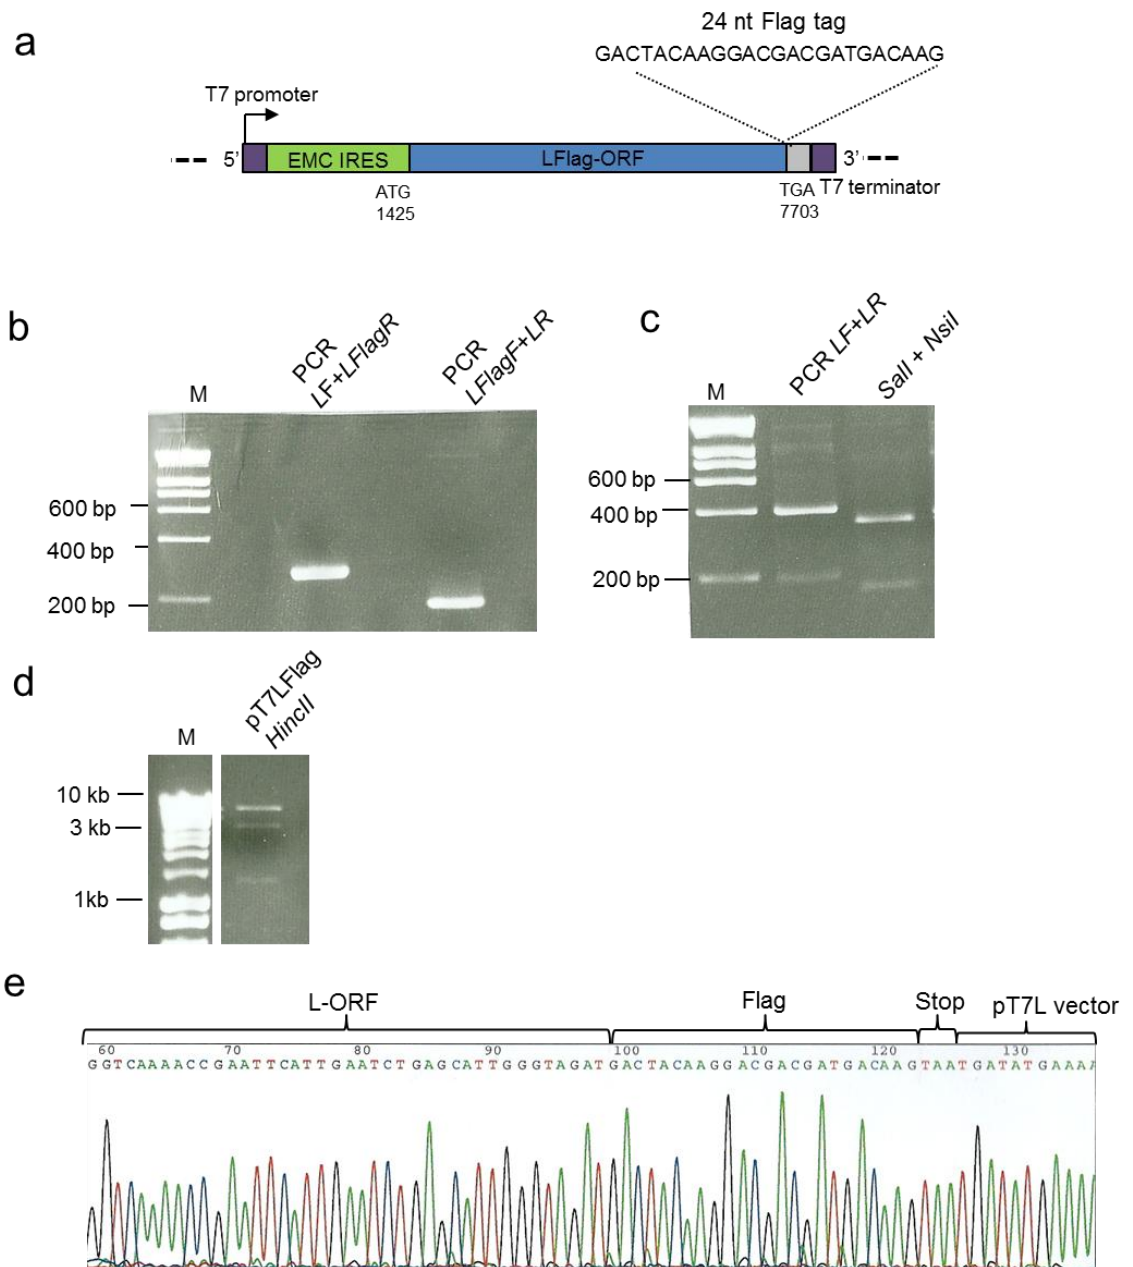 a
24 nt Flag tag
GACTACAAGGACGACGATGACAAG
T7 promoter
5’
EMC IRES
LFlag-ORF
3’
ATG
1425
TGA
7703
T7 terminator
b
M
PCR
LF+LFlagR
PCR
LFlagF+LR
600 bp
400 bp
200 bp
c
M
PCR LF+LR
SalI + NsiI
600 bp
400 bp
200 bp
d
M
pT7LFlag
HincII
10 kb
3 kb
1kb
e
L-ORF
Flag
Stop
pT7L vector
60 70 80 90 100 110 120 130
GGTCAAAACCGAATTCATTGAATCTGAGCATTGGGTAGATGACTACAAGGACGACGATGACAAGTAATGATATGAAAA